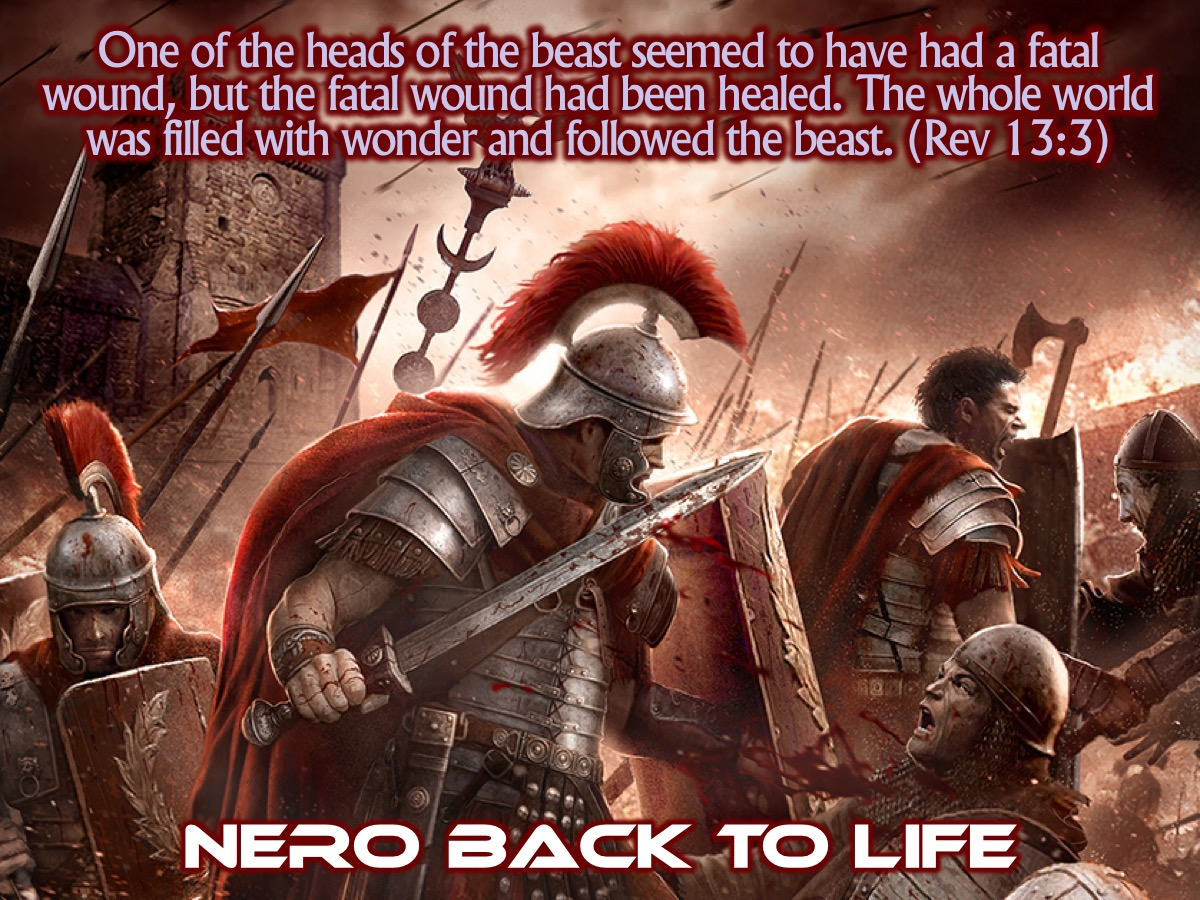 One of the heads of the beast seemed to have had a fatal
wound, but the fatal wound had been healed. The whole world
was filled with wonder and followed the beast. (Rev 13:3)
NERO BACK TO LIFE